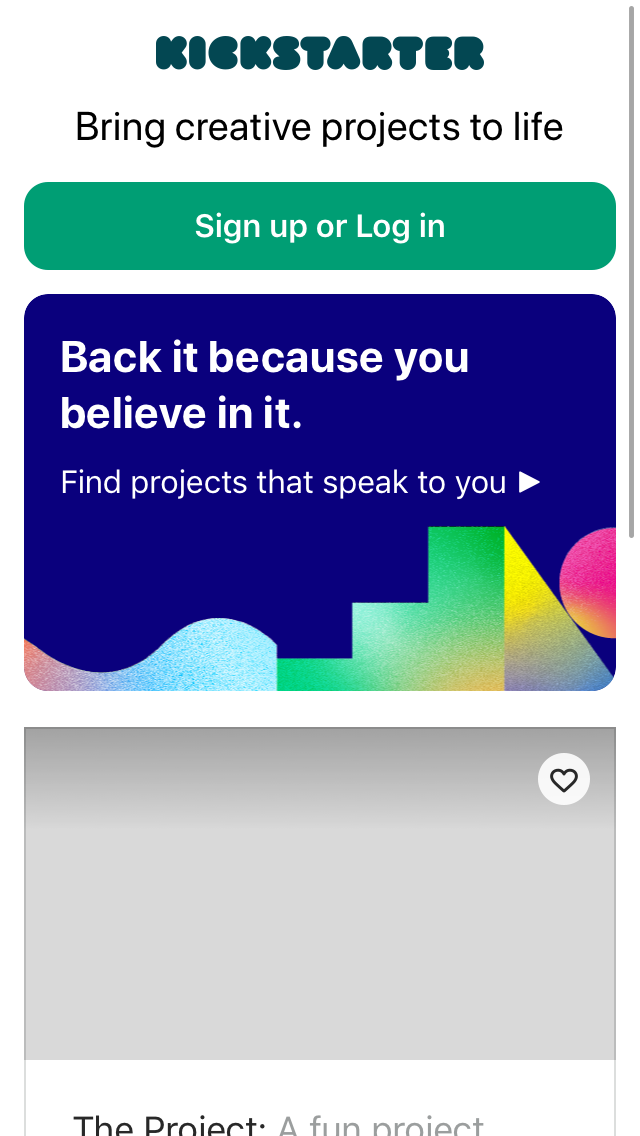 KICKSTARTER
Bring creative projects to life
Sign up or Log in
Back it because you
believe in it.
Find projects that speak to you ▶
The Project: A fun project